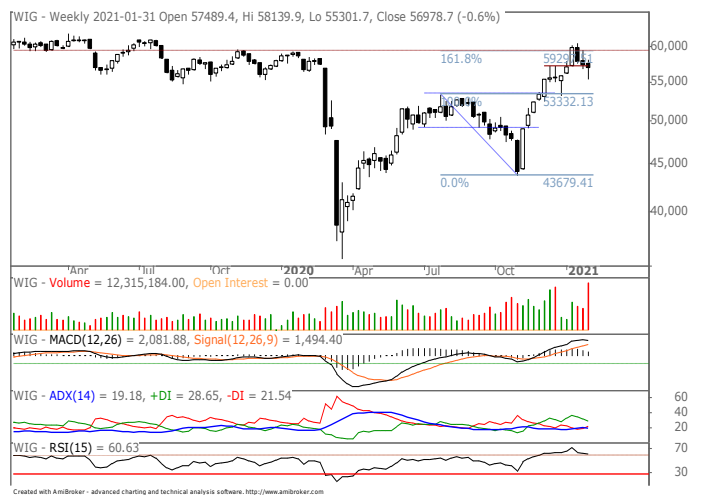 WIG - Weekly 2021-01-31 Open 57489.4, Hi 58139.9, Lo 55301.7, Close 56978.7 (-0.6%)
60,000
161.8%
55,000
53332.13
50,000
45,000
0.0% 43679.41
40,000
Apr Jul Oct 2020 Apr Jul Oct 2021
WIG - Volume = 12,315,184.00, Open Interest = 0.00
WIG - MACD(12,26) = 2,081.88, Signal(12,26,9) = 1,494.40
WIG - ADX(14) = 19.18, +DI = 28.65, -DI = 21.54
60
40
20
WIG - RSI(15) = 60.63
70
30
Created with AmiBroker - advanced charting and technical analysis software. http://www.amibroker.com